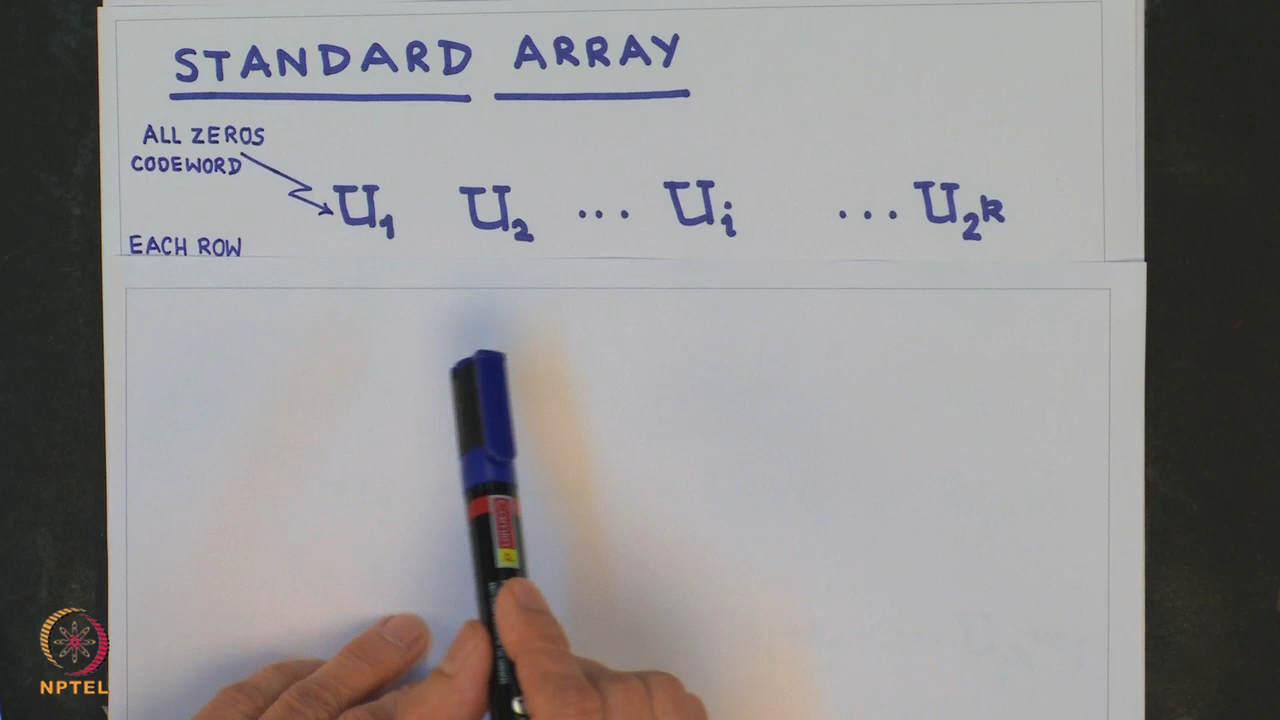 STANDARD ARRAY
ALL ZEROS
CODEWORD
U1 U2 ... Ui ... U2k
EACH ROW
NPTEL